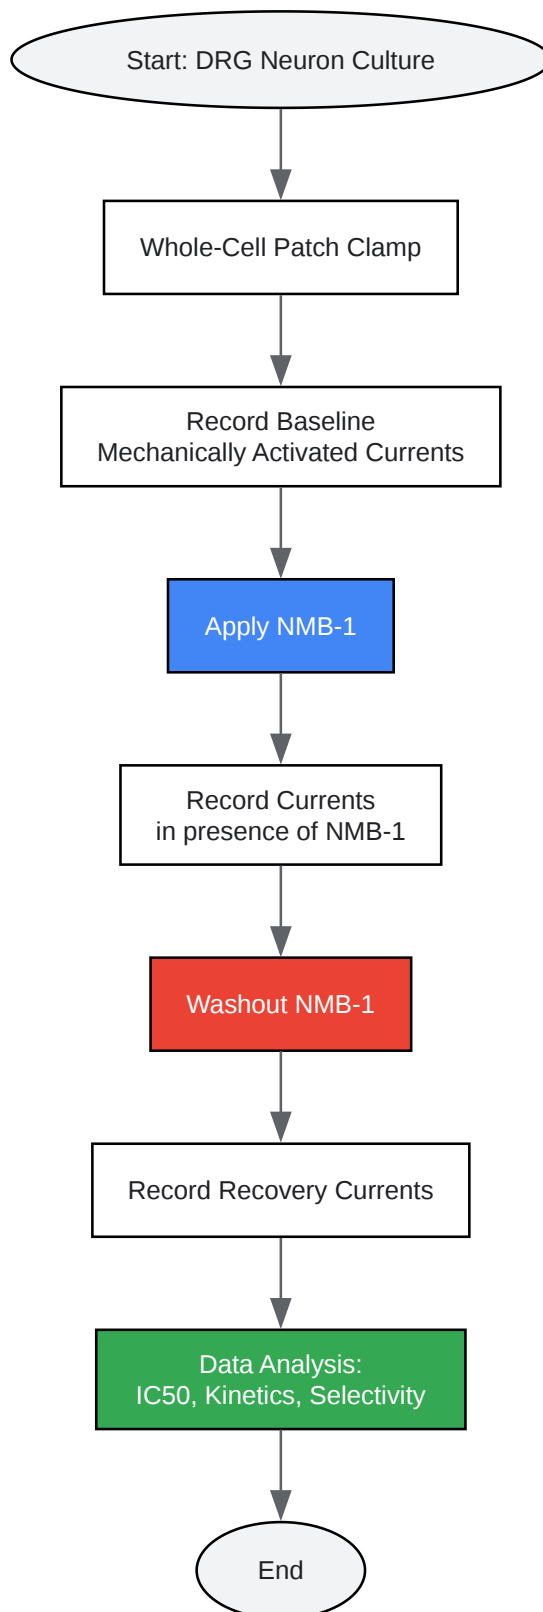 Start: DRG Neuron Culture
Whole-Cell Patch Clamp
Record Baseline
Mechanically Activated Currents
Apply NMB-1
Record Currents
in presence of NMB-1
Washout NMB-1
Record Recovery Currents
Data Analysis:
IC50, Kinetics, Selectivity
End